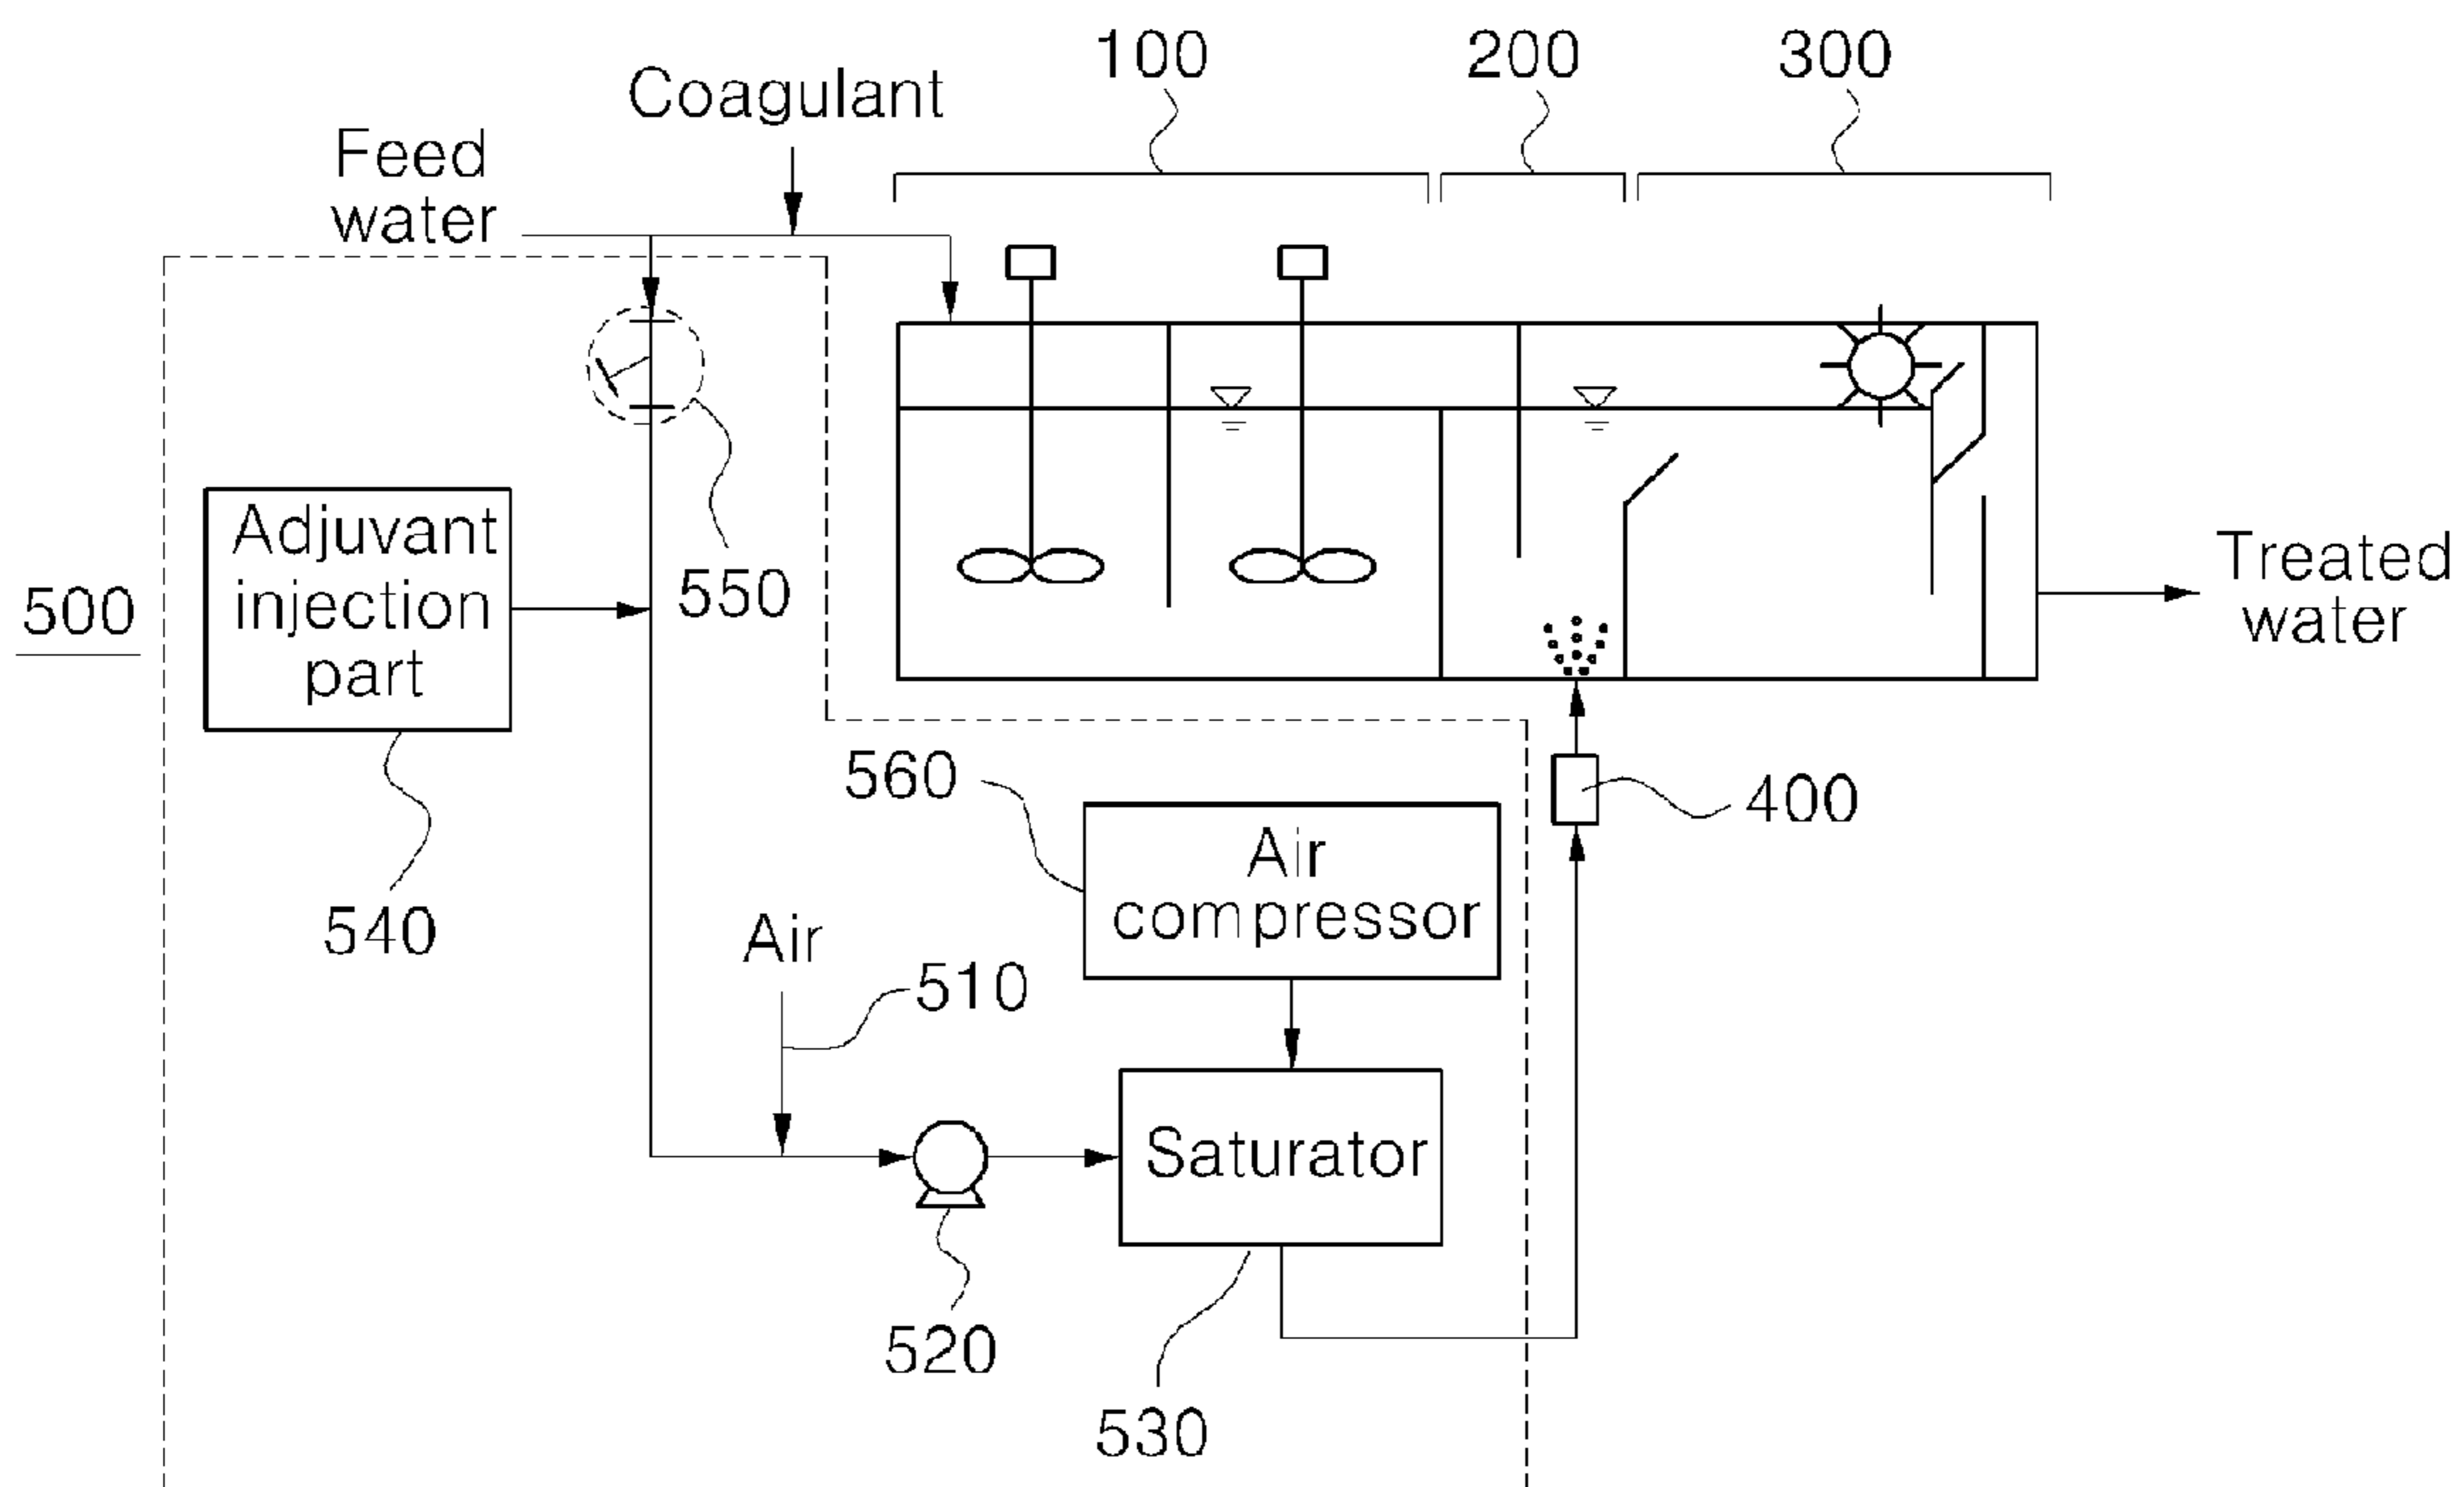 100
200
300
Coagulant
Feed
water
Adjuvant
injection
part
500
550
Treated
water
560
400
Air
compressor
540
Air
510
Saturator
520
530